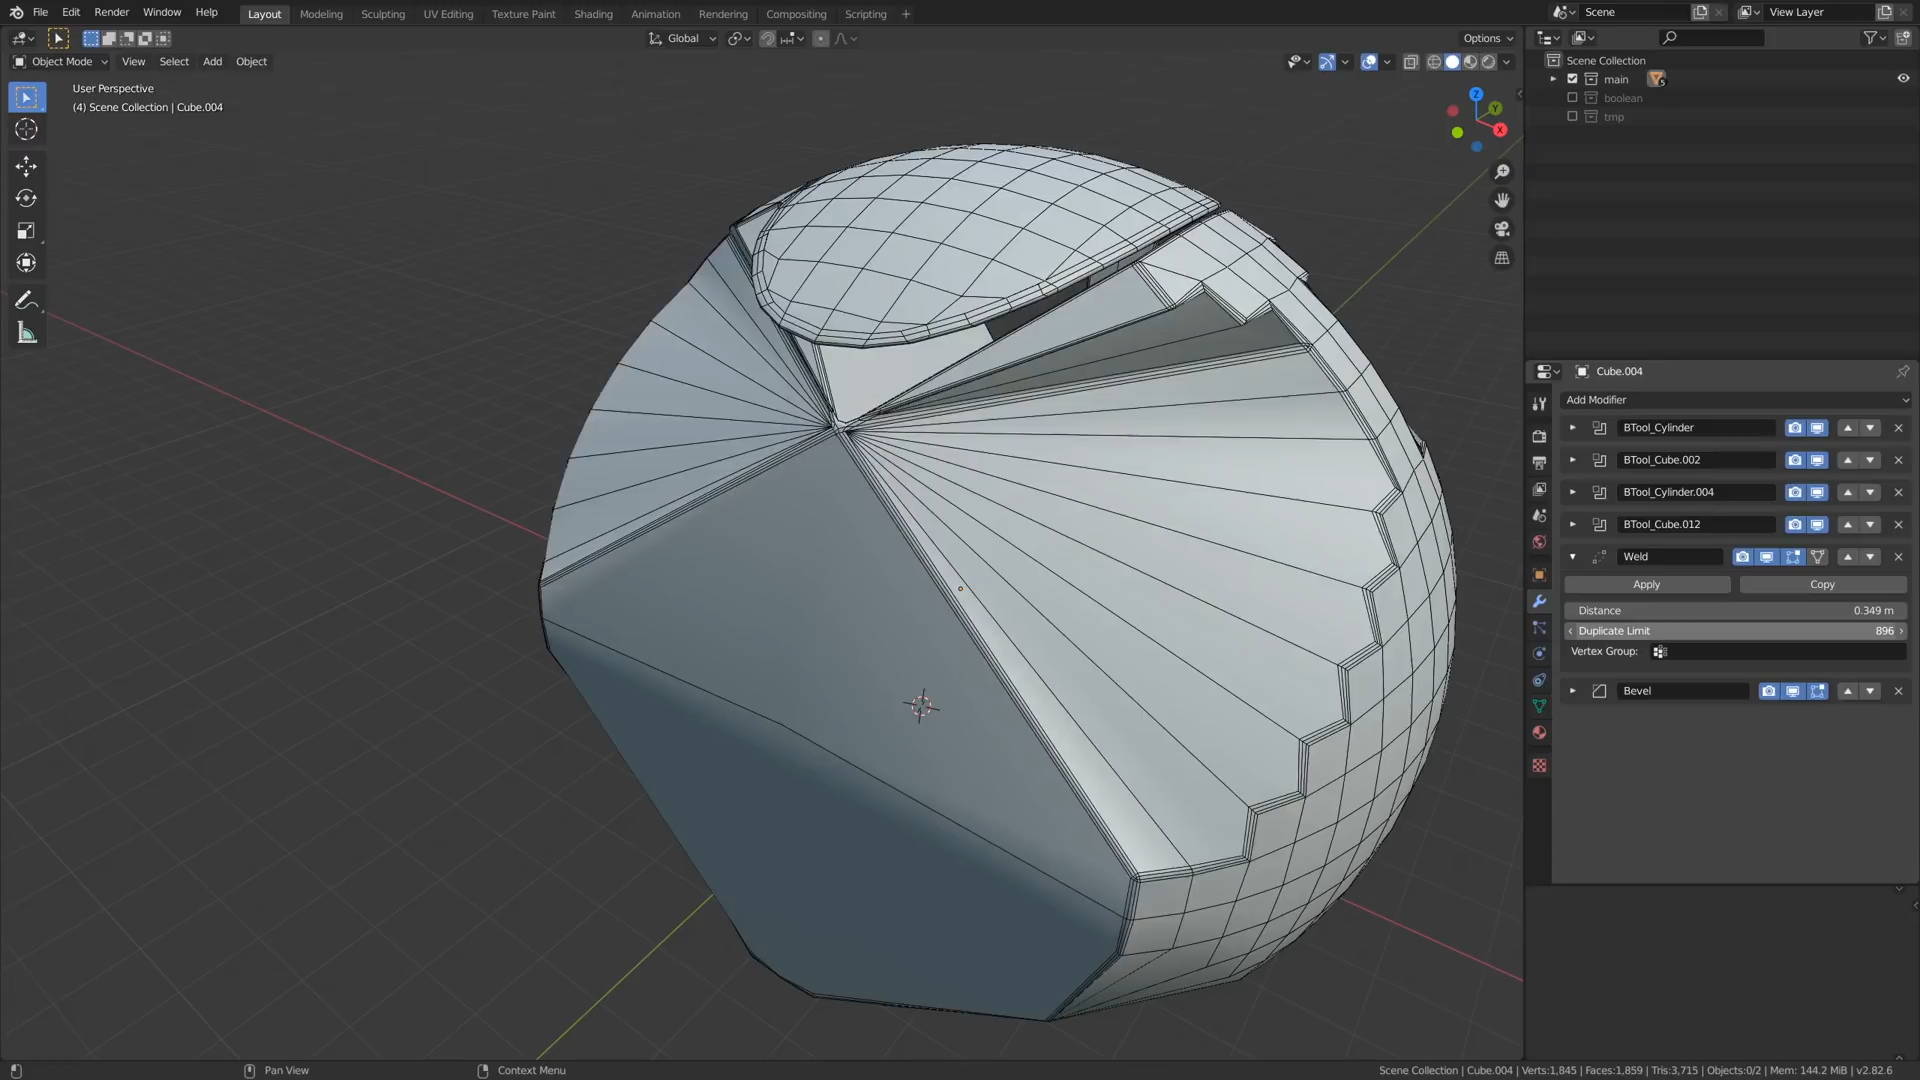 File Edit Render Window Help Layout Modeling Sculpting UV Editing Texture Paint Shading Animation Rendering Compositing Scripting + Scene View Layer
Global Options
Object Mode View Select Add Object
User Perspective
(4) Scene Collection | Cube.004
Z
Y
X
Scene Collection
main 5
boolean
tmp
Cube.004
Add Modifier
BTool_Cylinder
BTool_Cube.002
BTool_Cylinder.004
BTool_Cube.012
Weld
Apply Copy
Distance 0.349 m
Duplicate Limit 896
Vertex Group:
Bevel
Pan View Context Menu Scene Collection | Cube.004 | Verts:1,845 | Faces:1,859 | Tris:3,715 | Objects:0/2 | Mem: 144.2 MiB | v2.82.6